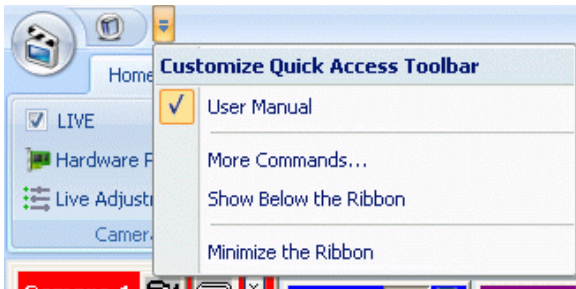 Home
Customize Quick Access Toolbar
User Manual
LIVE
More Commands...
Hardware
Show Below the Ribbon
Live
Minimize the Ribbon